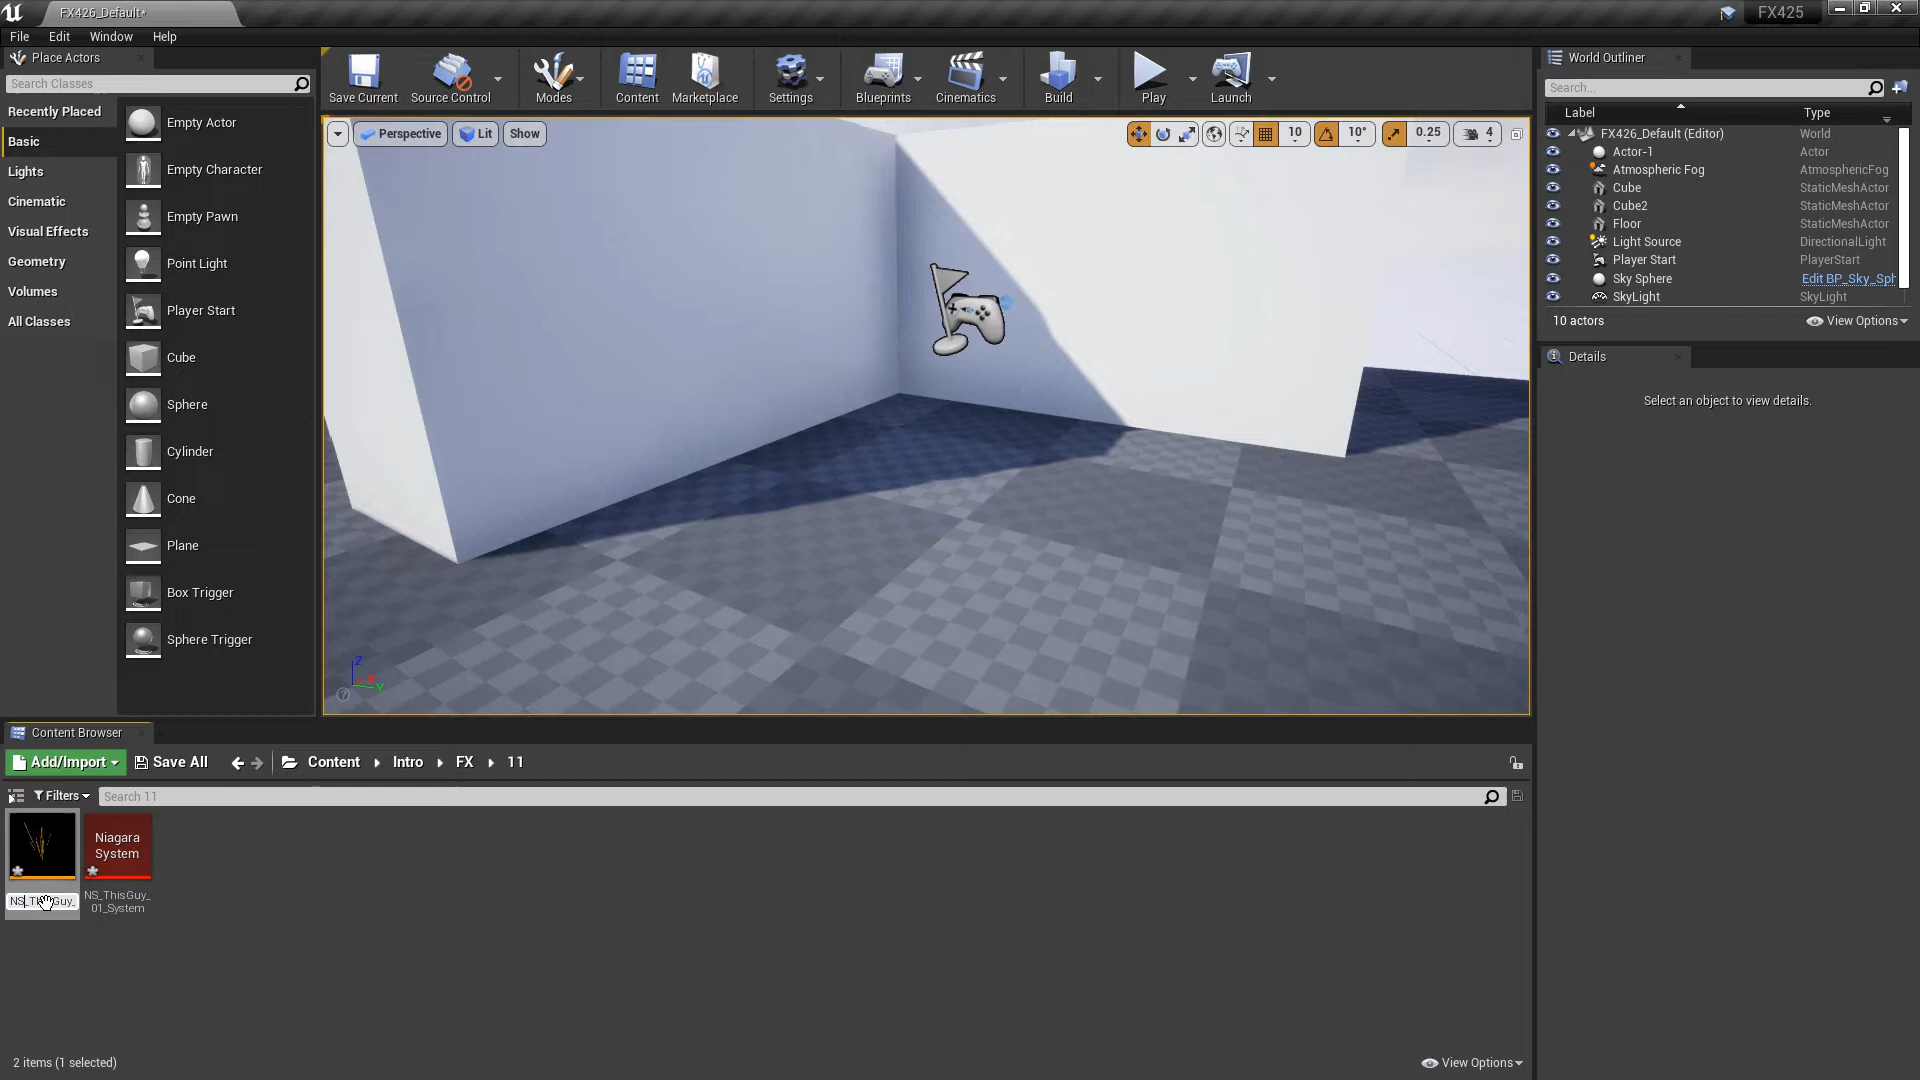 FX426_Default*
FX425
File Edit Window Help
Place Actors
Search Classes
Recently Placed
Basic
Lights
Cinematic
Visual Effects
Geometry
Volumes
All Classes
Empty Actor
Empty Character
Empty Pawn
Point Light
Player Start
Cube
Sphere
Cylinder
Cone
Plane
Box Trigger
Sphere Trigger
Save Current Source Control Modes Content Marketplace Settings Blueprints Cinematics Build Play Launch
Perspective Lit Show
10 10° 0.25 4
Z
X
Y
World Outliner
Search...
Label Type
FX426_Default (Editor) World
Actor-1 Actor
Atmospheric Fog AtmosphericFog
Cube StaticMeshActor
Cube2 StaticMeshActor
Floor StaticMeshActor
Light Source DirectionalLight
Player Start PlayerStart
Sky Sphere Edit BP_Sky_Sph
SkyLight SkyLight
10 actors View Options
Details
Select an object to view details.
Content Browser
Add/Import Save All Content Intro FX 11
Filters Search 11
Niagara
System
NS_ThisGuy_
NS_ThisGuy_
01_System
2 items (1 selected) View Options